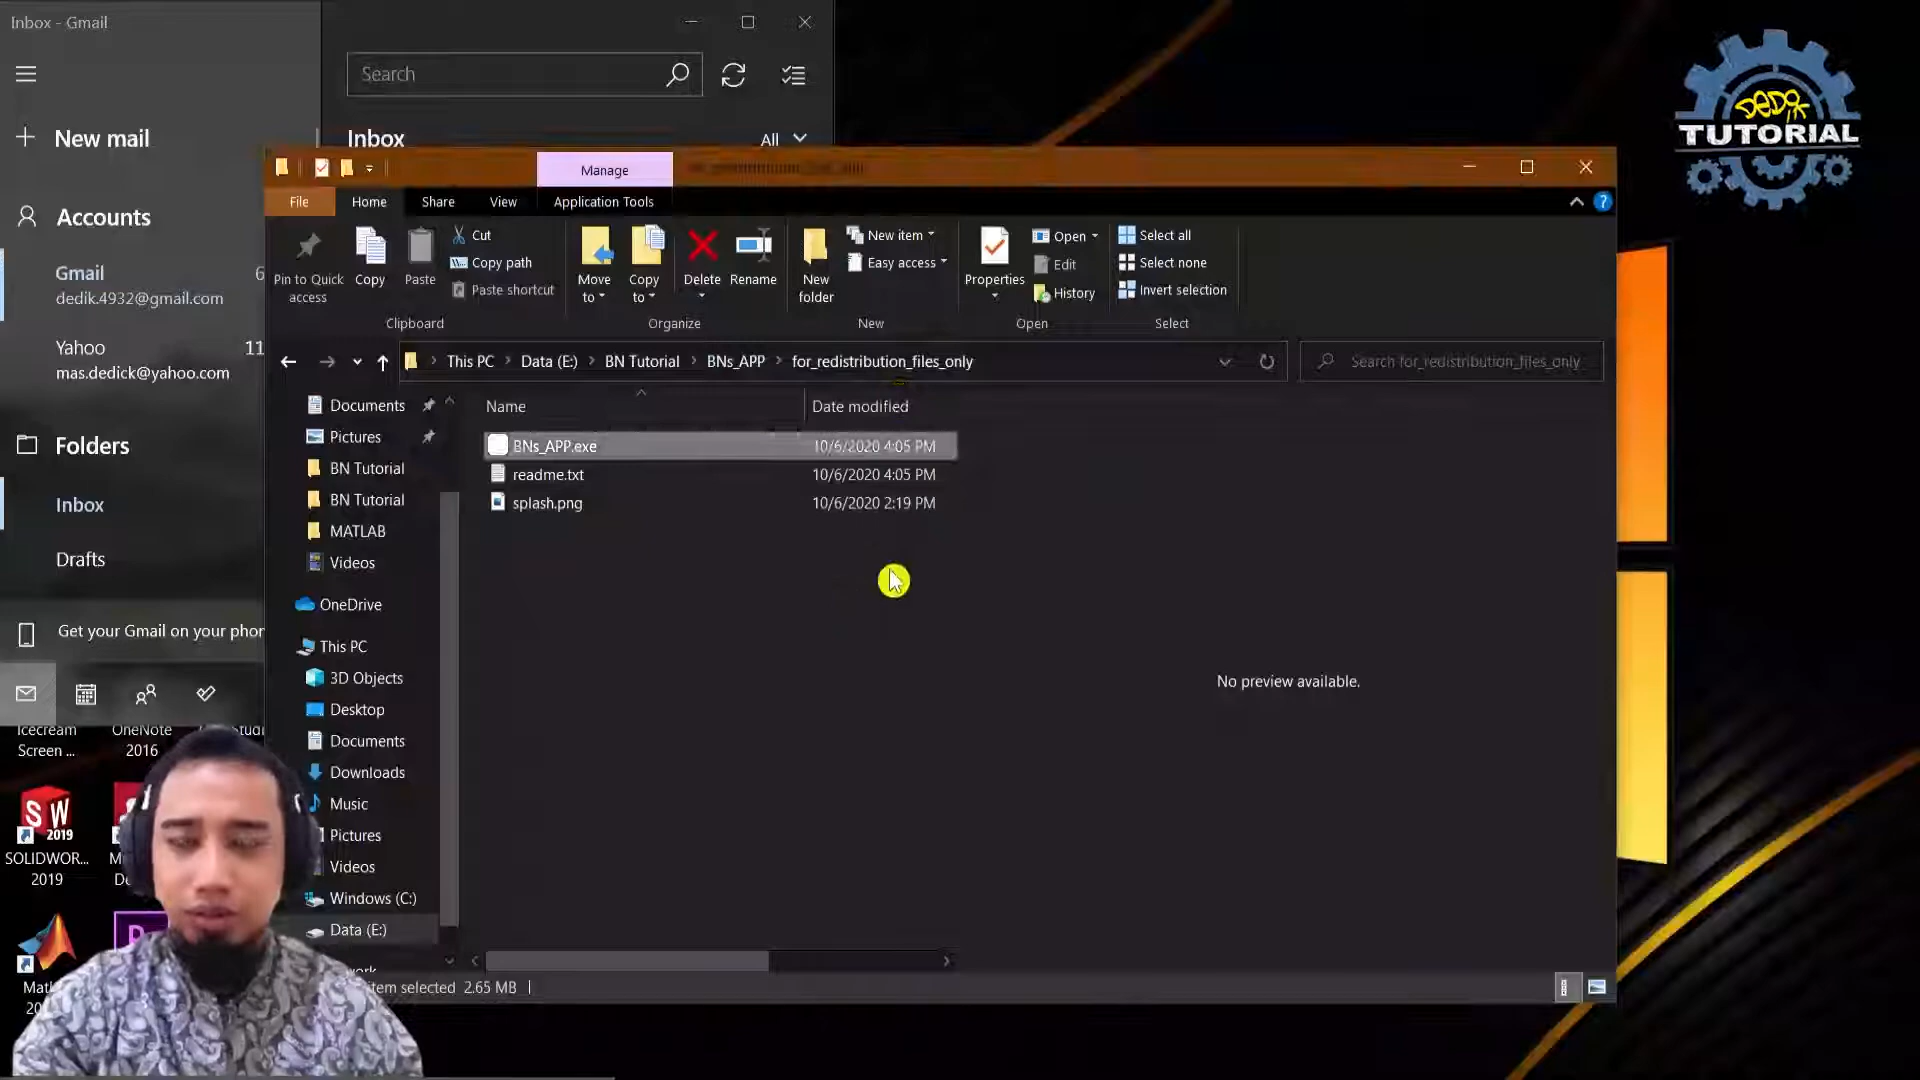 Inbox - Gmail
Search
New mail
Inbox
All
Accounts
Gmail
6
dedik.4932@gmail.com
Yahoo
11
mas.dedick@yahoo.com
Folders
Inbox
Drafts
Get your Gmail on your phor
Icecream
Screen ...
OneNote
2016
SW
2019
SOLIDWOR...
2019
DEDIK
TUTORIAL
Manage
File
Home
Share
View
Application Tools
Pin to Quick
access
Copy
Paste
Cut
Copy path
Paste shortcut
Clipboard
Move
to
Copy
to
Delete
Rename
Organize
New
folder
New item
Easy access
New
Properties
Open
Edit
History
Open
Select all
Select none
Invert selection
Select
This PC
Data (E:)
BN Tutorial
BNs_APP
for_redistribution_files_only
Search for_redistribution_files_only
Name
Date modified
BNs_APP.exe
10/6/2020 4:05 PM
readme.txt
10/6/2020 4:05 PM
splash.png
10/6/2020 2:19 PM
Documents
Pictures
BN Tutorial
BN Tutorial
MATLAB
Videos
OneDrive
This PC
3D Objects
Desktop
Documents
Downloads
Music
Pictures
Videos
Windows (C:)
Data (E:)
No preview available.
item selected 2.65 MB